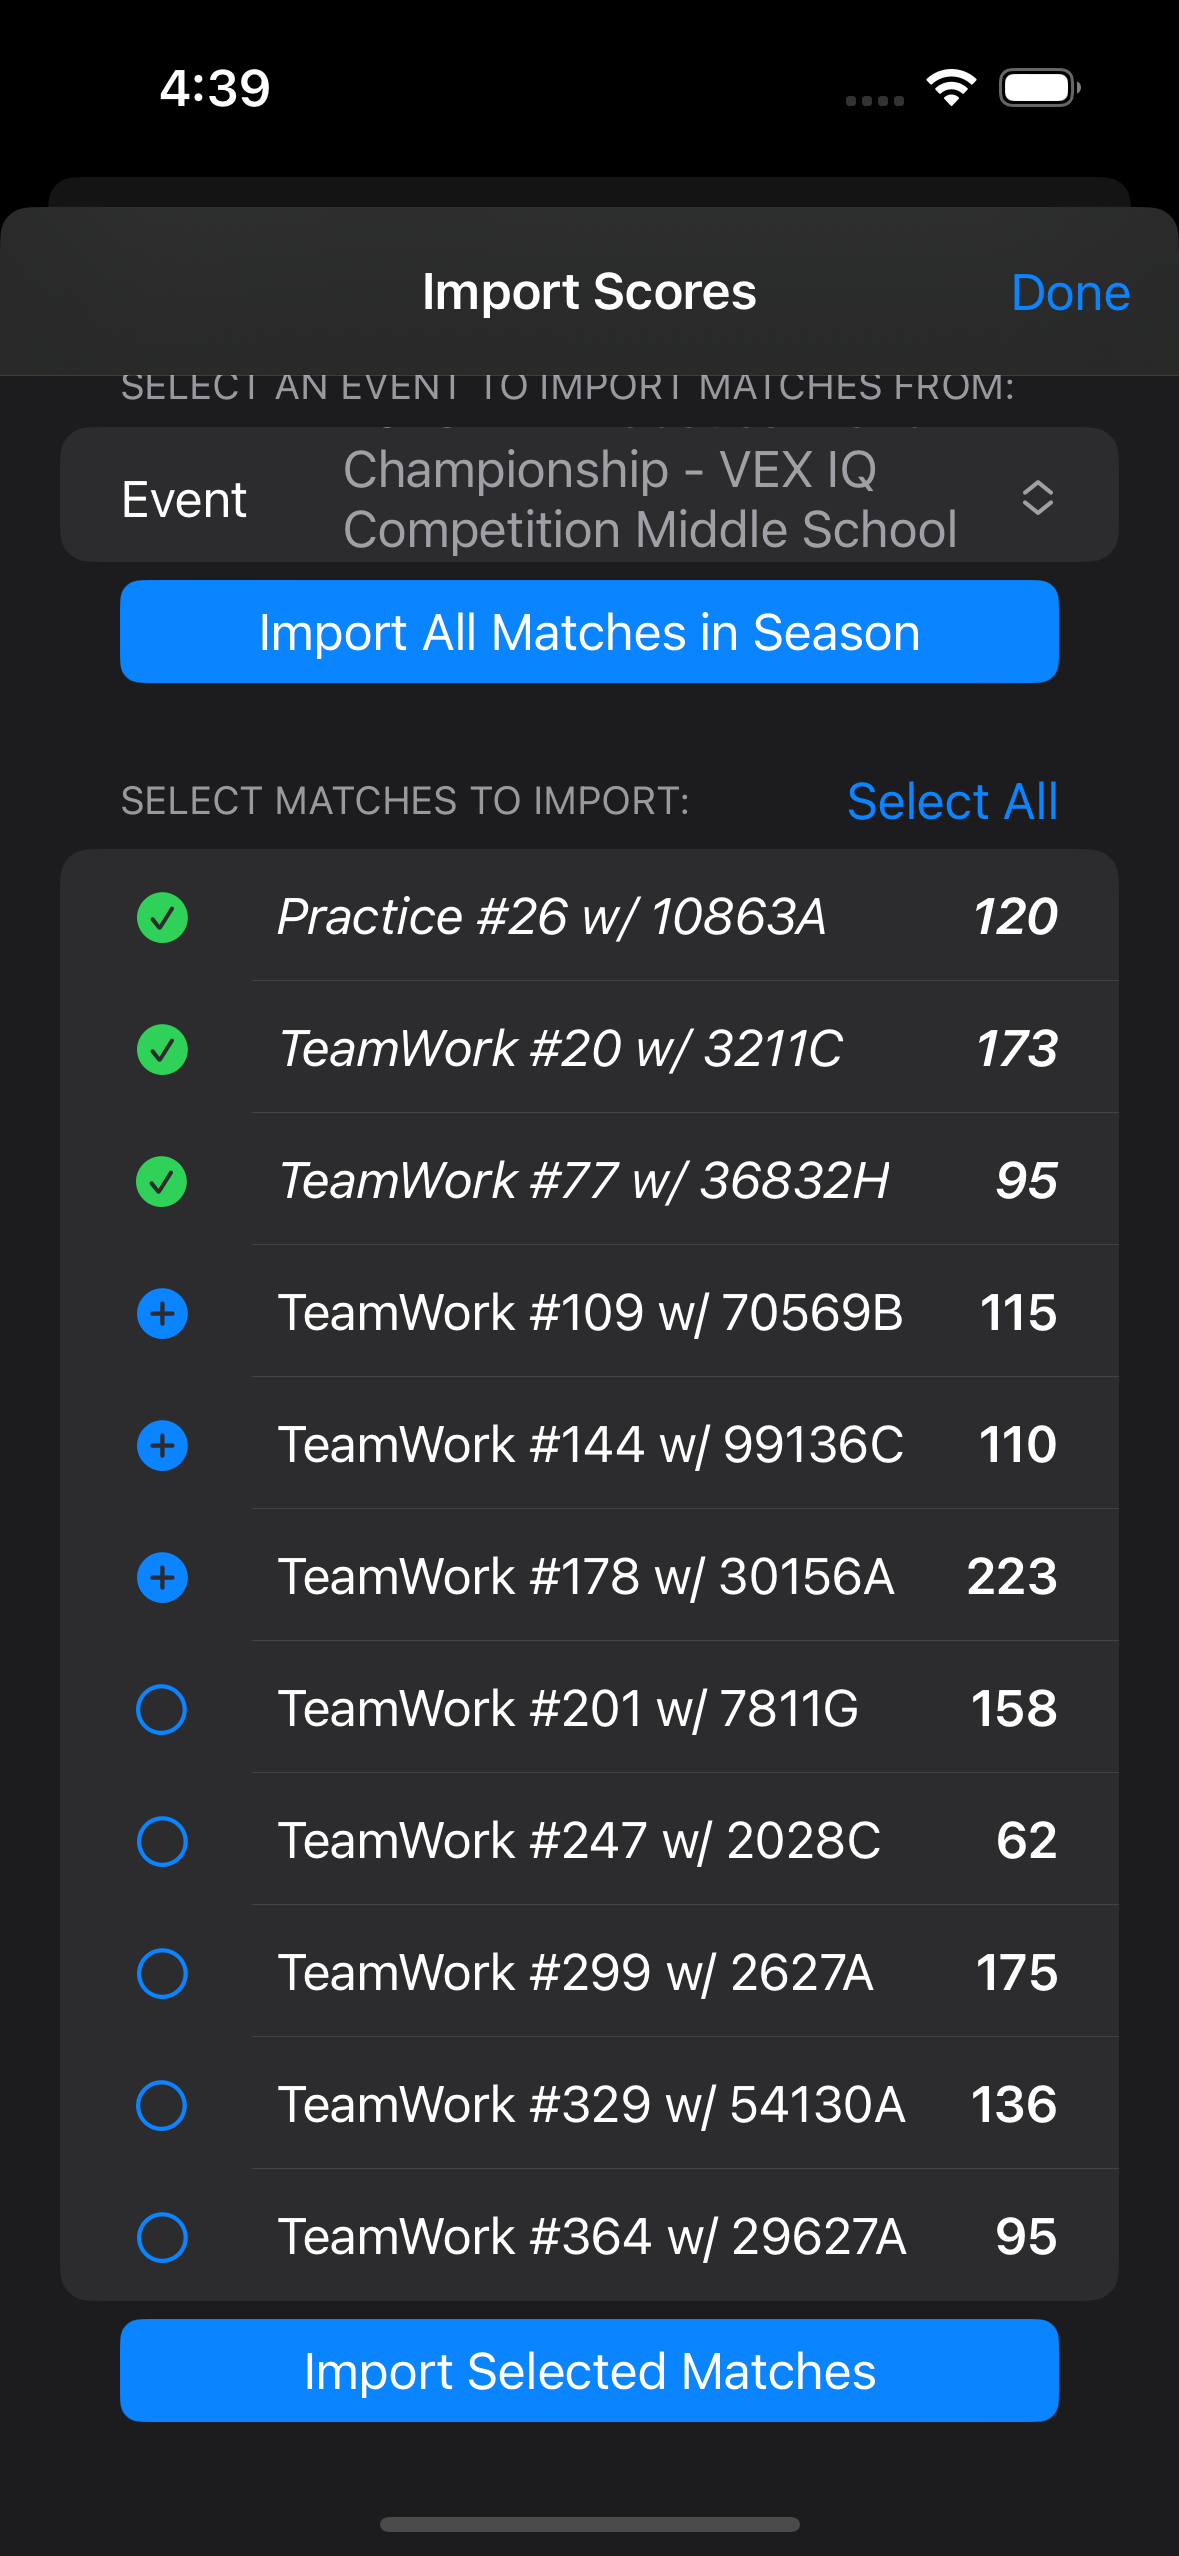 4:39
Import Scores
Done
SELECT AN EVENT TO IMPORT MATCHES FROM:
Event
Championship - VEX IQ
Competition Middle School
Import All Matches in Season
SELECT MATCHES TO IMPORT:
Select All
Practice #26 w/ 10863A 120
TeamWork #20 w/ 3211C 173
TeamWork #77 w/ 36832H 95
TeamWork #109 w/ 70569B 115
TeamWork #144 w/ 99136C 110
TeamWork #178 w/ 30156A 223
TeamWork #201 w/ 7811G 158
TeamWork #247 w/ 2028C 62
TeamWork #299 w/ 2627A 175
TeamWork #329 w/ 54130A 136
TeamWork #364 w/ 29627A 95
Import Selected Matches